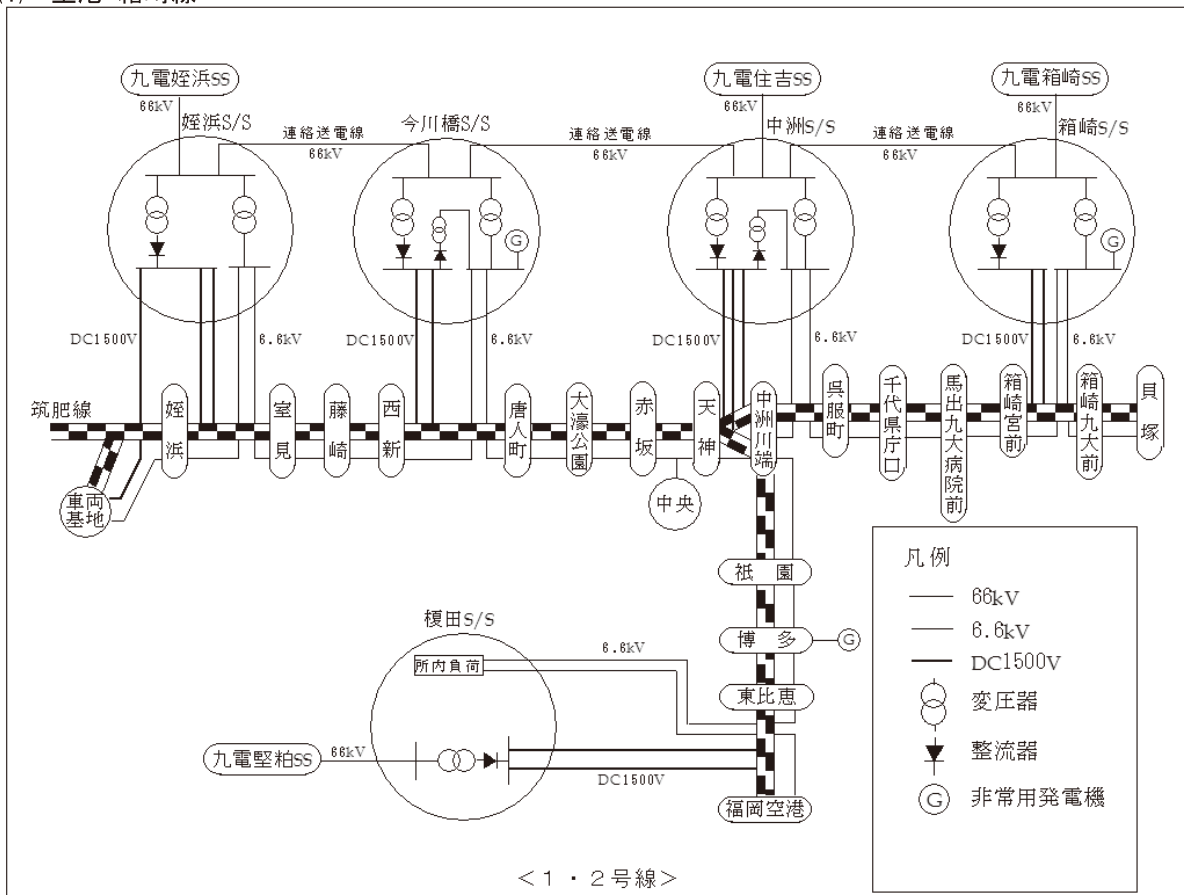 九電姪浜SS
九電住吉SS
九電箱崎SS
66kV
66kV
66kV
姪浜S/S
今川橋S/S
中洲S/S
箱崎S/S
連絡送電線
66kV
連絡送電線
66kV
連絡送電線
66kV
G
G
DC1500V
6.6kV
DC1500V
6.6kV
DC1500V
6.6kV
DC1500V
6.6kV
筑肥線
姪浜
室見
藤崎
西新
唐人町
大濠公園
赤坂
天神
中洲川端
呉服町
千代県庁口
馬出九大病院前
箱崎宮前
箱崎九大前
貝塚
車両
基地
中央
祇園
博多
G
東比恵
福岡空港
榎田S/S
所内負荷
6.6kV
九電堅粕SS
66kV
DC1500V
凡例
66kV
6.6kV
DC1500V
変圧器
整流器
G 非常用発電機
<1・2号線>